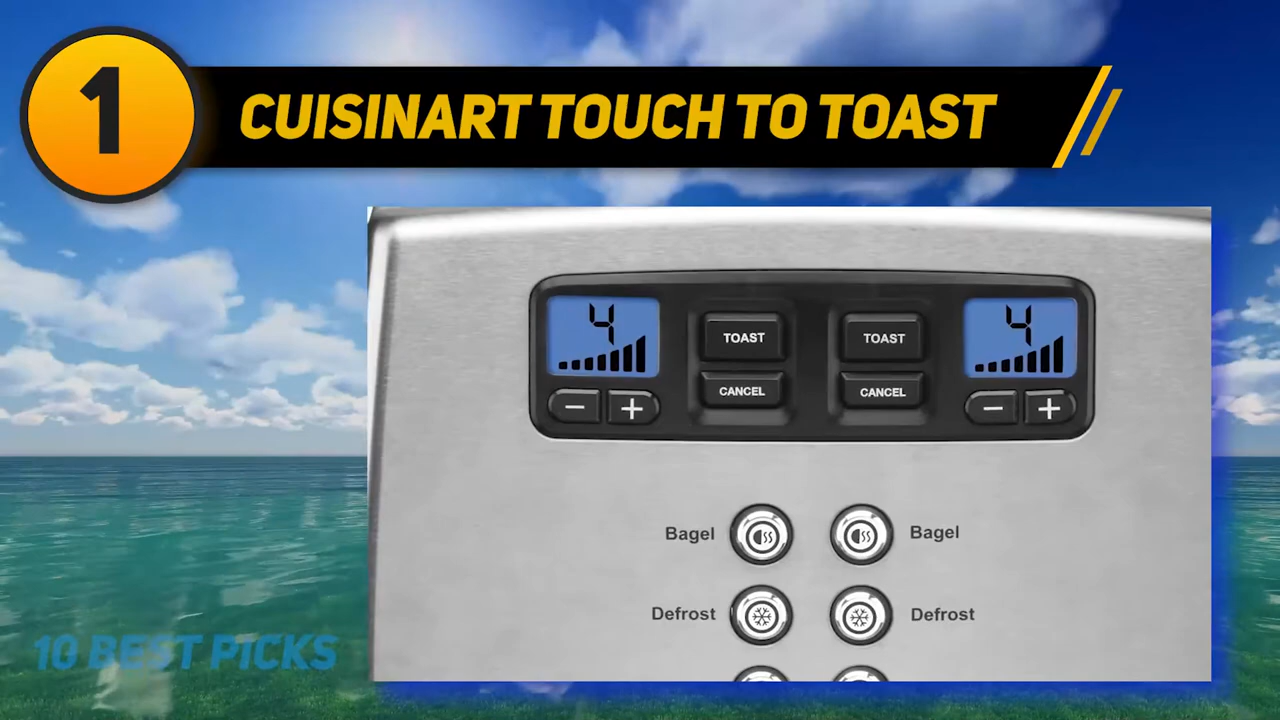 1
CUISINART TOUCH TO TOAST
4 TOAST TOAST 4
− + CANCEL CANCEL − +
Bagel Bagel
Defrost Defrost
10 BEST PICKS